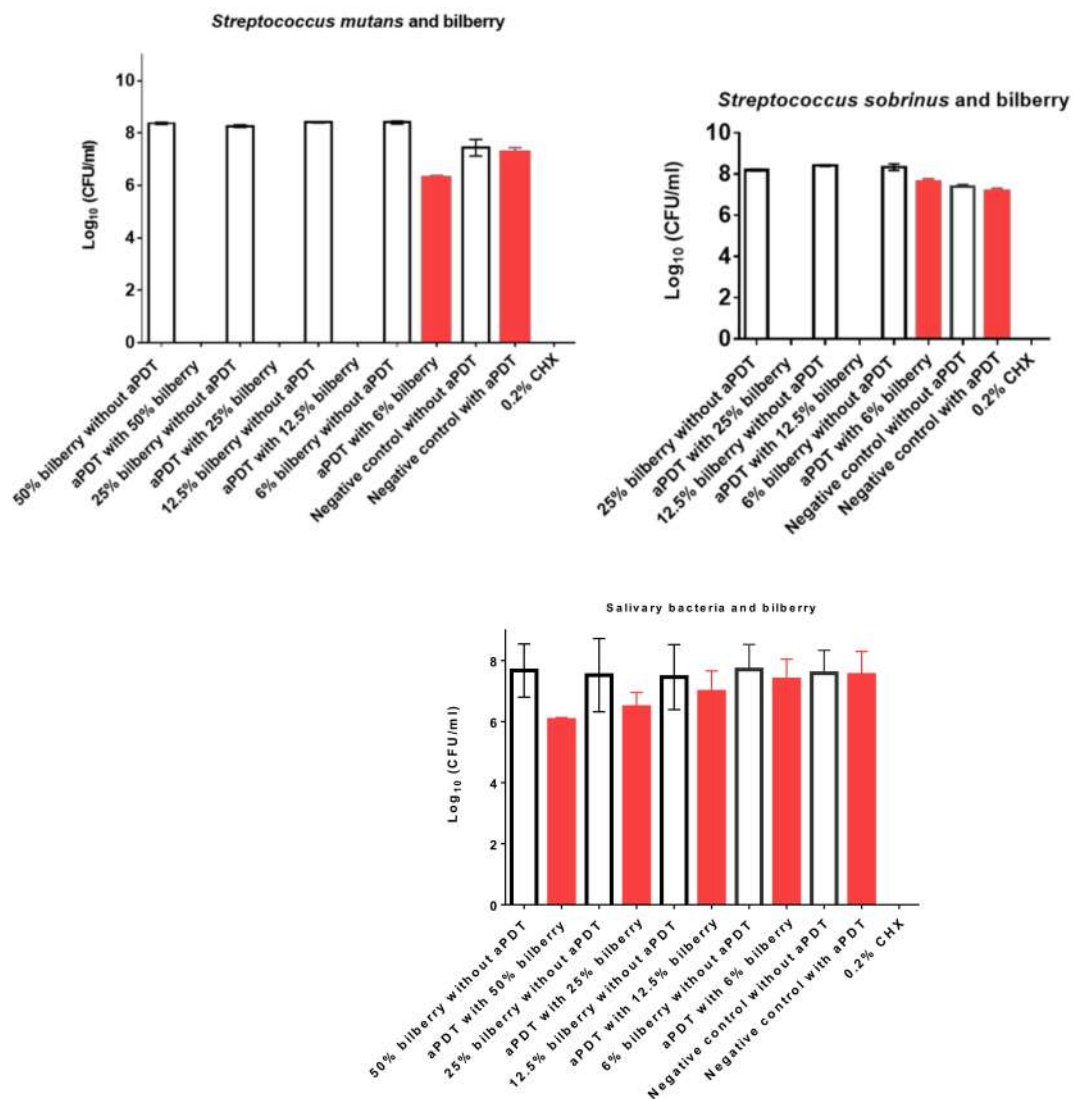 Streptococcus mutans and bilberry
Log10 (CFU/ml)
10
8
6
4
2
0
50% bilberry without aPDT
aPDT with 50% bilberry
25% bilberry without aPDT
aPDT with 25% bilberry
12.5% bilberry without aPDT
aPDT with 12.5% bilberry
6% bilberry without aPDT
aPDT with 6% bilberry
Negative control without aPDT
Negative control with aPDT
0.2% CHX
Streptococcus sobrinus and bilberry
Log10 (CFU/ml)
10
8
6
4
2
0
25% bilberry without aPDT
aPDT with 25% bilberry
12.5% bilberry without aPDT
aPDT with 12.5% bilberry
6% bilberry without aPDT
aPDT with 6% bilberry
Negative control without aPDT
Negative control with aPDT
0.2% CHX
Salivary bacteria and bilberry
Log10 (CFU/ml)
8
6
4
2
0
50% bilberry without aPDT
aPDT with 50% bilberry
25% bilberry without aPDT
aPDT with 25% bilberry
12.5% bilberry without aPDT
aPDT with 12.5% bilberry
6% bilberry without aPDT
aPDT with 6% bilberry
Negative control without aPDT
Negative control with aPDT
0.2% CHX